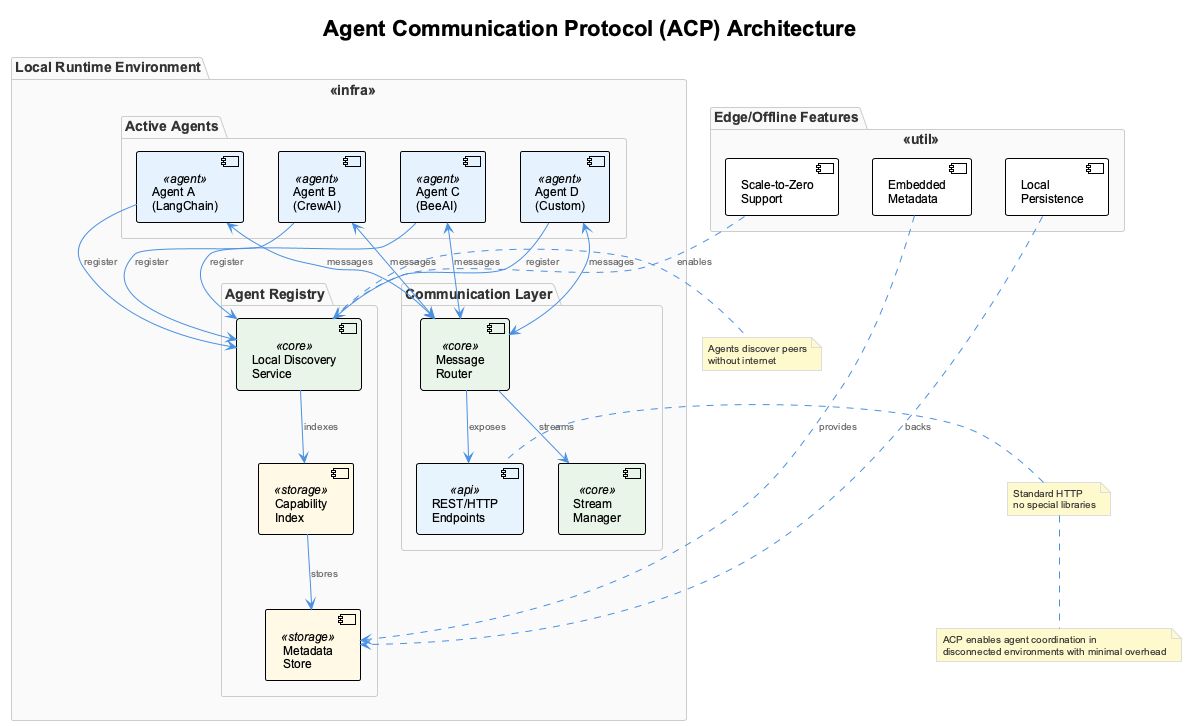 Agent Communication Protocol (ACP) Architecture
Local Runtime Environment
«infra»
Active Agents
«agent»
Agent A
(LangChain)
«agent»
Agent B
(CrewAI)
«agent»
Agent C
(BeeAI)
«agent»
Agent D
(Custom)
Edge/Offline Features
«util»
Scale-to-Zero
Support
Embedded
Metadata
Local
Persistence
register
register
register
messages
messages
messages
register
messages
enables
Agent Registry
«core»
Local Discovery
Service
Communication Layer
«core»
Message
Router
Agents discover peers
without internet
indexes
exposes
streams
provides
backs
«storage»
Capability
Index
«api»
REST/HTTP
Endpoints
«core»
Stream
Manager
Standard HTTP
no special libraries
stores
«storage»
Metadata
Store
ACP enables agent coordination in
disconnected environments with minimal overhead